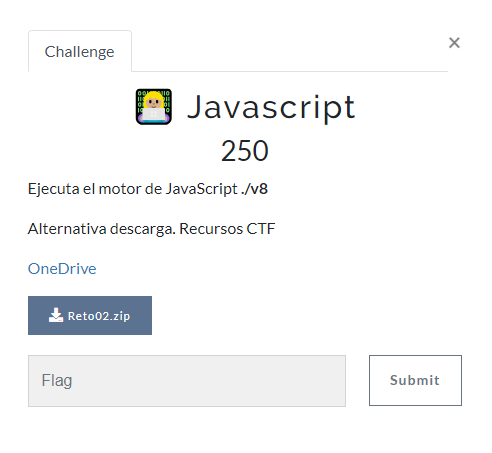 Challenge
×
Javascript
250
Ejecuta el motor de JavaScript ./v8
Alternativa descarga. Recursos CTF
OneDrive
Reto02.zip
Flag
Submit